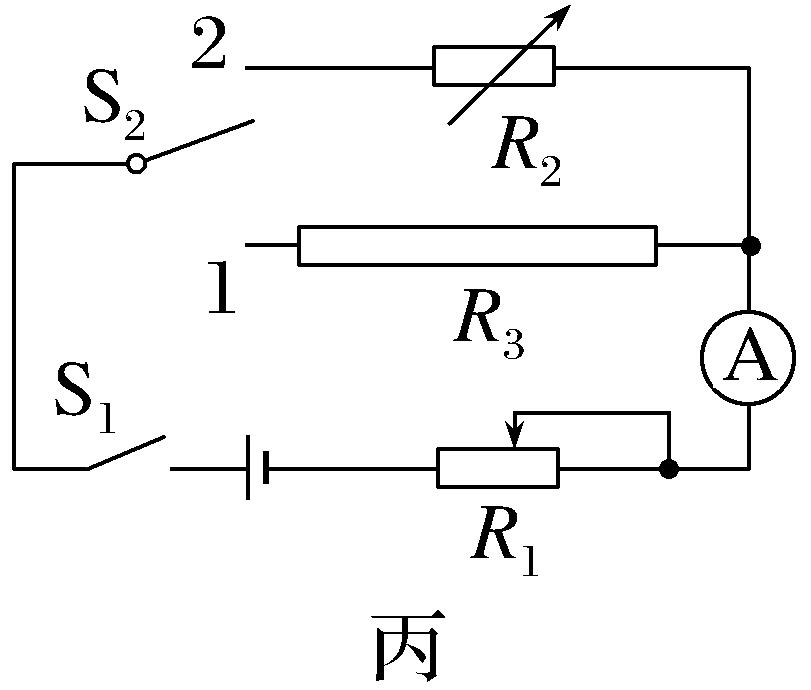 2
S₂
R₂
1
R₃
A
S₁
R₁
丙